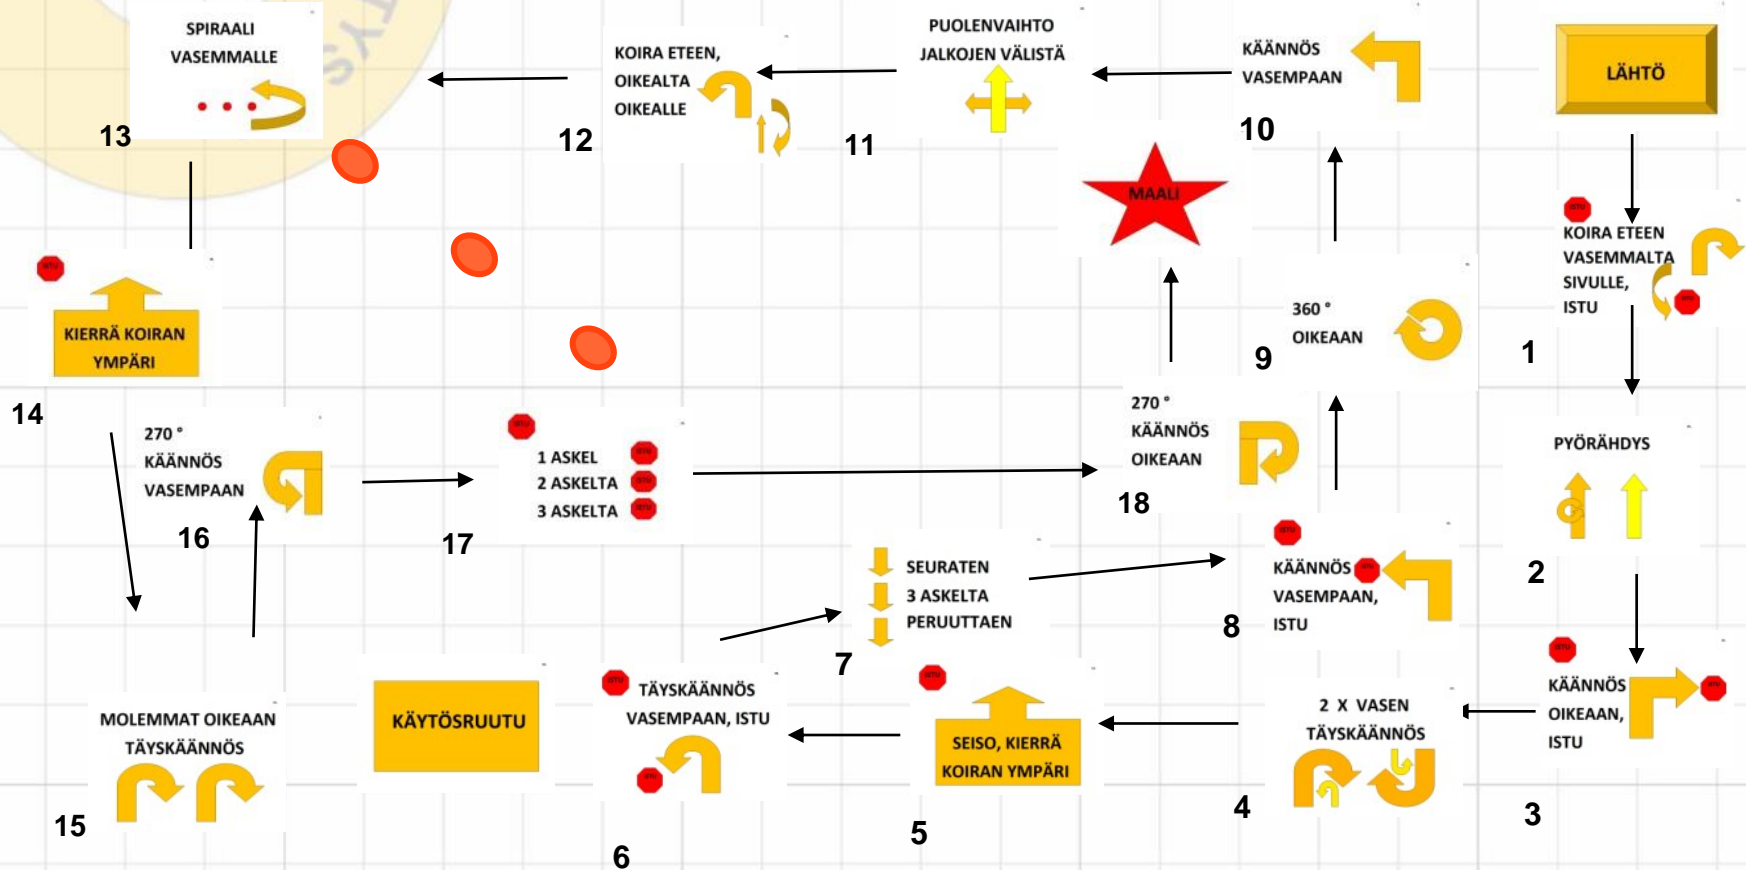 LÄHTÖ
KOIRA ETEEN
VASEMMALTA
SIVULLE,
ISTU
1
PYÖRÄHDYS
2
KÄÄNNÖS
OIKEAAN,
ISTU
3
2 X VASEN
TÄYSKÄÄNNÖS
4
SEISO, KIERRÄ
KOIRAN YMPÄRI
5
TÄYSKÄÄNNÖS
VASEMPAAN, ISTU
6
SEURATEN
3 ASKELTA
PERUUTTAEN
7
KÄÄNNÖS
VASEMPAAN,
ISTU
8
360 °
OIKEAAN
9
KÄÄNNÖS
VASEMPAAN
10
PUOLENVAIHTO
JALKOJEN VÄLISTÄ
11
KOIRA ETEEN,
OIKEALTA
OIKEALLE
12
SPIRAALI
VASEMMALLE
13
KIERRÄ KOIRAN
YMPÄRI
14
MOLEMMAT OIKEAAN
TÄYSKÄÄNNÖS
15
270 °
KÄÄNNÖS
VASEMPAAN
16
1 ASKEL
2 ASKELTA
3 ASKELTA
17
270 °
KÄÄNNÖS
OIKEAAN
18
MAALI
KÄYTÖSRUUTU
TYS